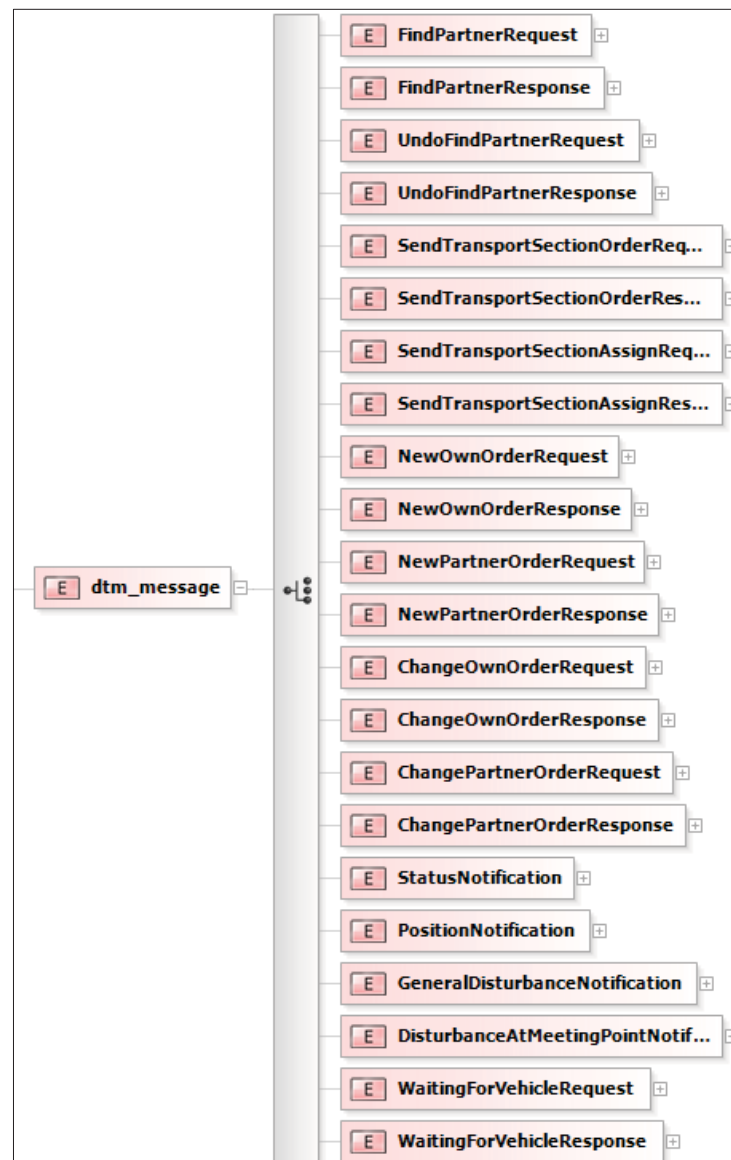 E FindPartnerRequest
E FindPartnerResponse
E UndoFindPartnerRequest
E UndoFindPartnerResponse
E SendTransportSectionOrderReq...
E SendTransportSectionOrderRes...
E SendTransportSectionAssignReq...
E SendTransportSectionAssignRes...
E NewOwnOrderRequest
E NewOwnOrderResponse
E NewPartnerOrderRequest
E dtm_message
E NewPartnerOrderResponse
E ChangeOwnOrderRequest
E ChangeOwnOrderResponse
E ChangePartnerOrderRequest
E ChangePartnerOrderResponse
E StatusNotification
E PositionNotification
E GeneralDisturbanceNotification
E DisturbanceAtMeetingPointNotif...
E WaitingForVehicleRequest
E WaitingForVehicleResponse